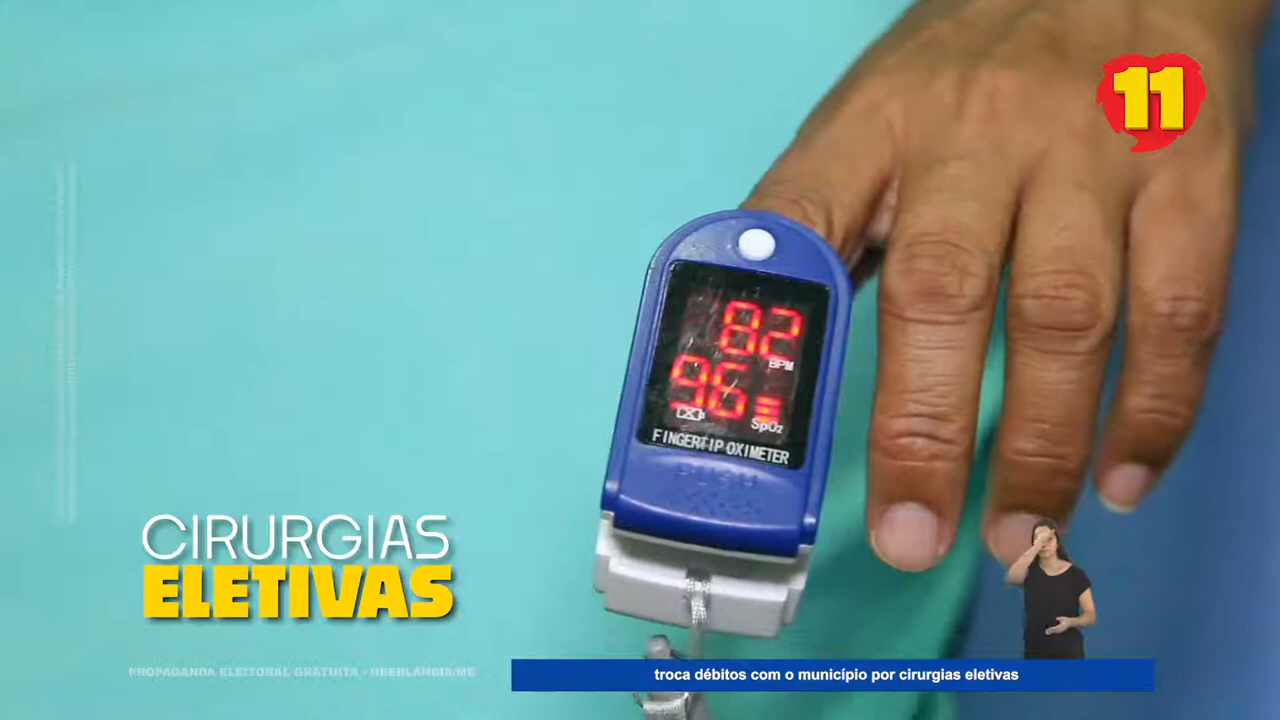 11
82
BPM
96
SpO2
FINGERTIP OXIMETER
CIRURGIAS
ELETIVAS
PROPAGANDA ELEITORAL GRATUITA - UBERLÂNDIA/MG
troca débitos com o município por cirurgias eletivas